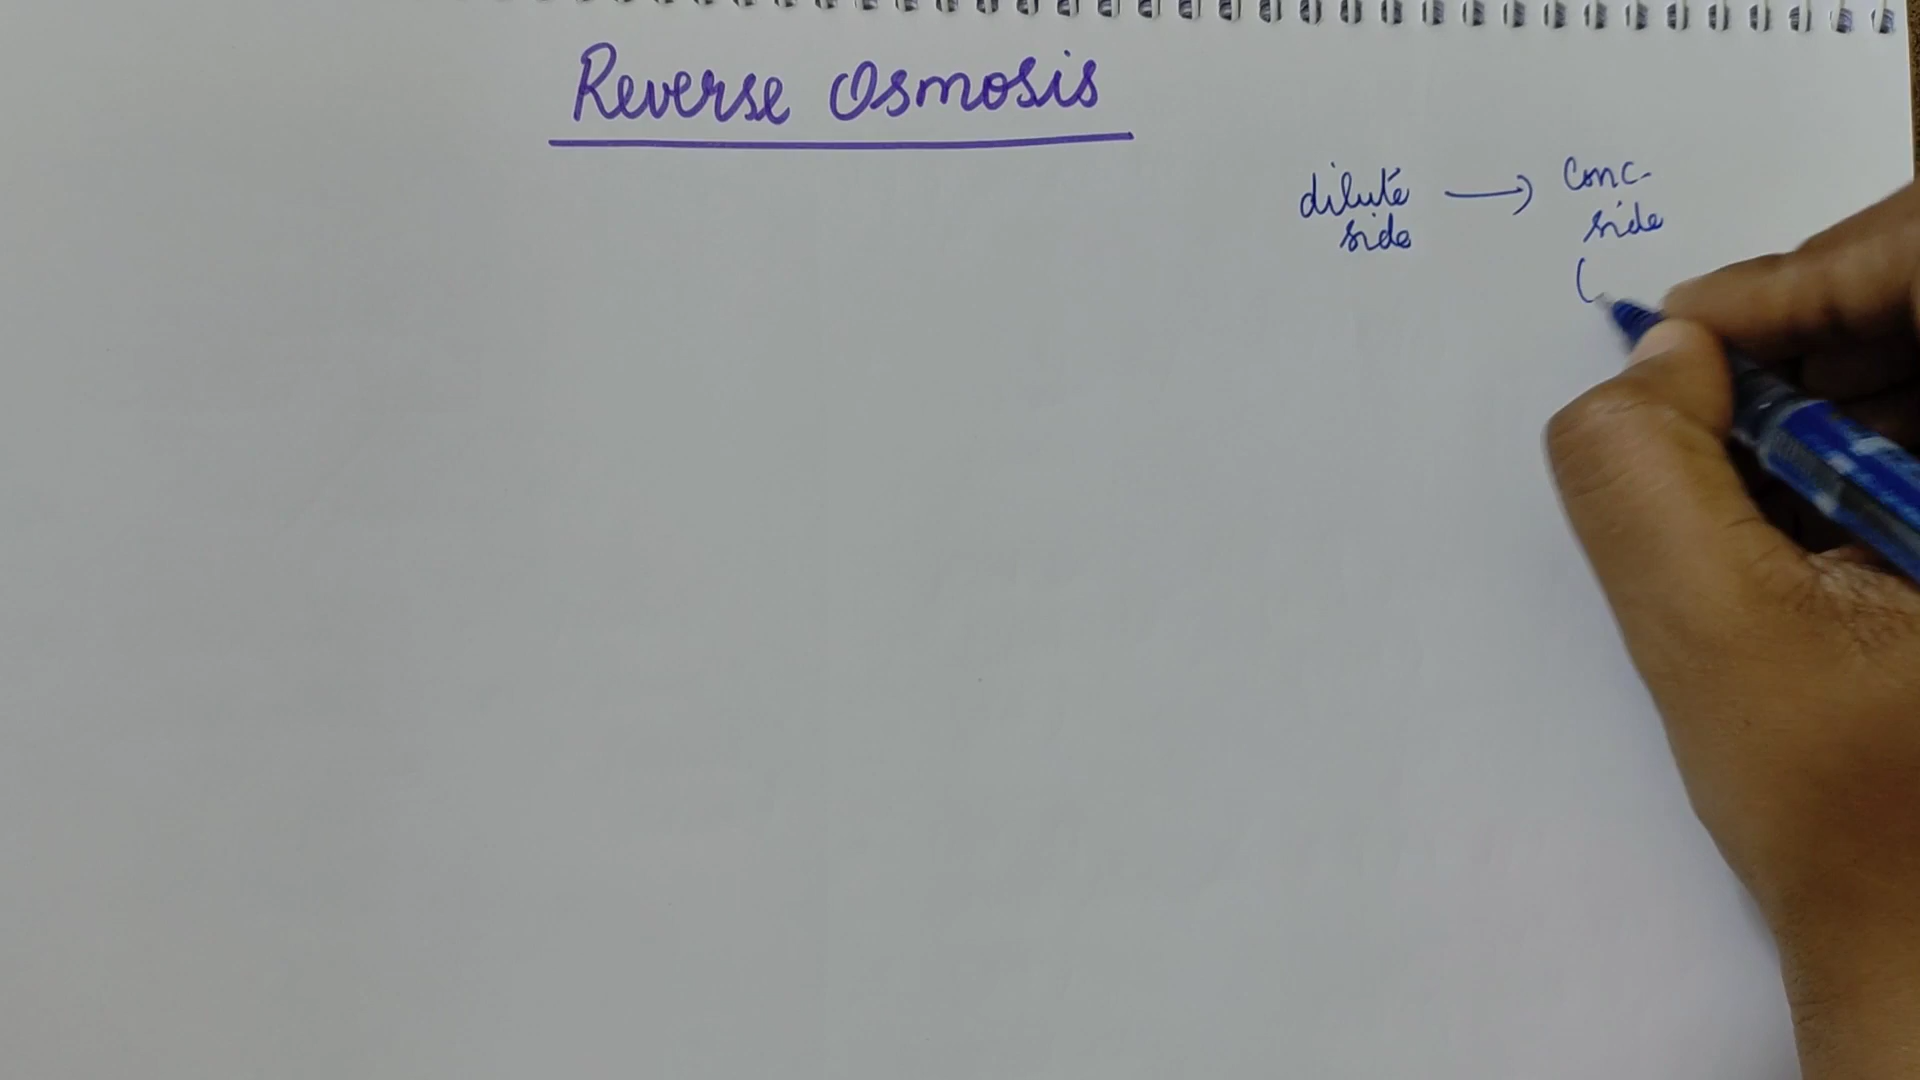 Reverse Osmosis
dilute → conc.
side side
(